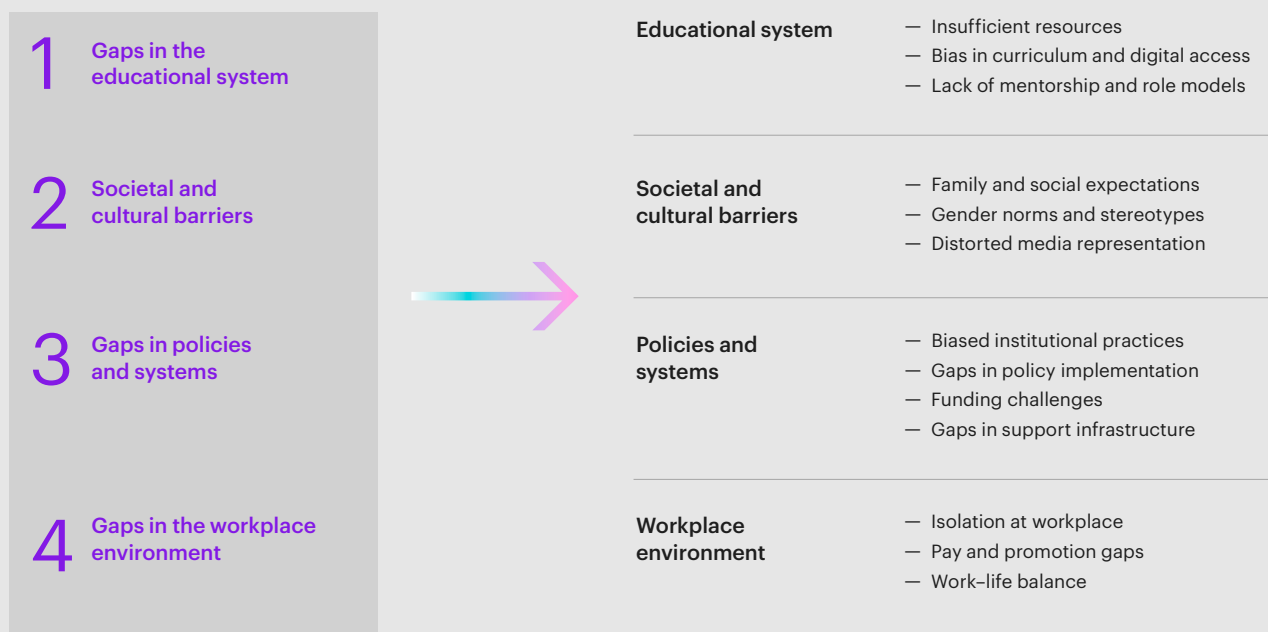 1
Gaps in the
educational system
2
Societal and
cultural barriers
3
Gaps in policies
and systems
4
Gaps in the workplace
environment
Educational system
— Insufficient resources
— Bias in curriculum and digital access
— Lack of mentorship and role models
Societal and
cultural barriers
— Family and social expectations
— Gender norms and stereotypes
— Distorted media representation
Policies and
systems
— Biased institutional practices
— Gaps in policy implementation
— Funding challenges
— Gaps in support infrastructure
Workplace
environment
— Isolation at workplace
— Pay and promotion gaps
— Work–life balance